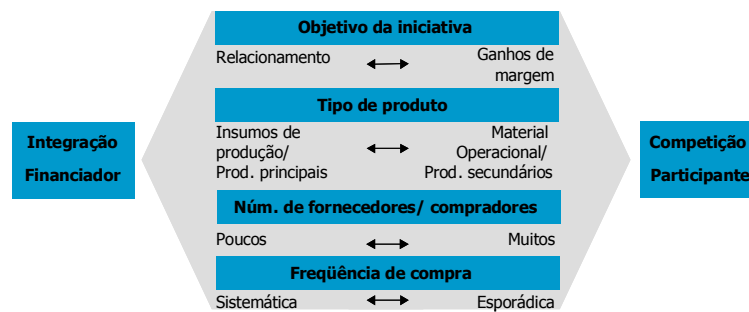 Objetivo da iniciativa
Relacionamento
Ganhos de
margem
Tipo de produto
Integração
Financiador
Insumos de
produção/
Prod. principais
Material
Operacional/
Prod. secundários
Competição
Participante
Núm. de fornecedores/ compradores
Poucos
Muitos
Freqüência de compra
Sistemática
Esporádica